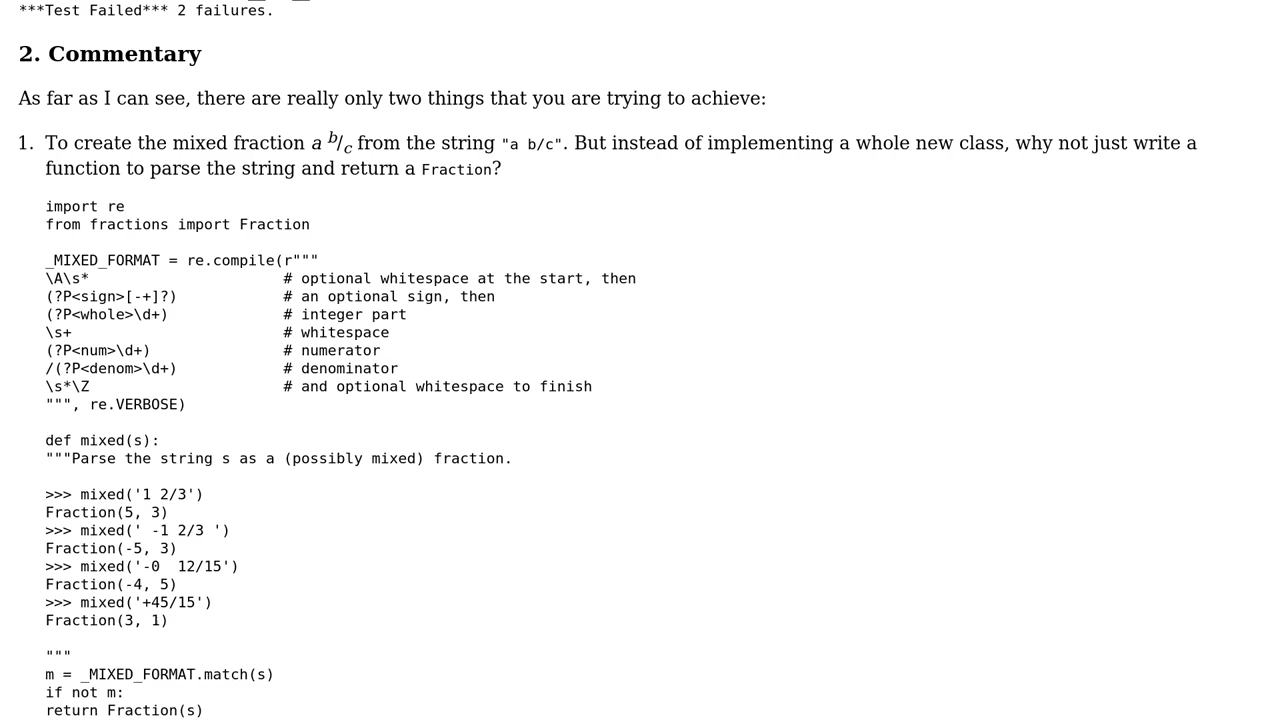 ***Test Failed*** 2 failures.
2. Commentary
As far as I can see, there are really only two things that you are trying to achieve:
1. To create the mixed fraction a b/c from the string "a b/c". But instead of implementing a whole new class, why not just write a
function to parse the string and return a Fraction?
import re
from fractions import Fraction
_MIXED_FORMAT = re.compile(r"""
\A\s*                      # optional whitespace at the start, then
(?P<sign>[-+]?)            # an optional sign, then
(?P<whole>\d+)             # integer part
\s+                        # whitespace
(?P<num>\d+)               # numerator
/(?P<denom>\d+)            # denominator
\s*\Z                      # and optional whitespace to finish
""", re.VERBOSE)
def mixed(s):
"""Parse the string s as a (possibly mixed) fraction.
>>> mixed('1 2/3')
Fraction(5, 3)
>>> mixed(' -1 2/3 ')
Fraction(-5, 3)
>>> mixed('-0  12/15')
Fraction(-4, 5)
>>> mixed('+45/15')
Fraction(3, 1)
"""
m = _MIXED_FORMAT.match(s)
if not m:
return Fraction(s)